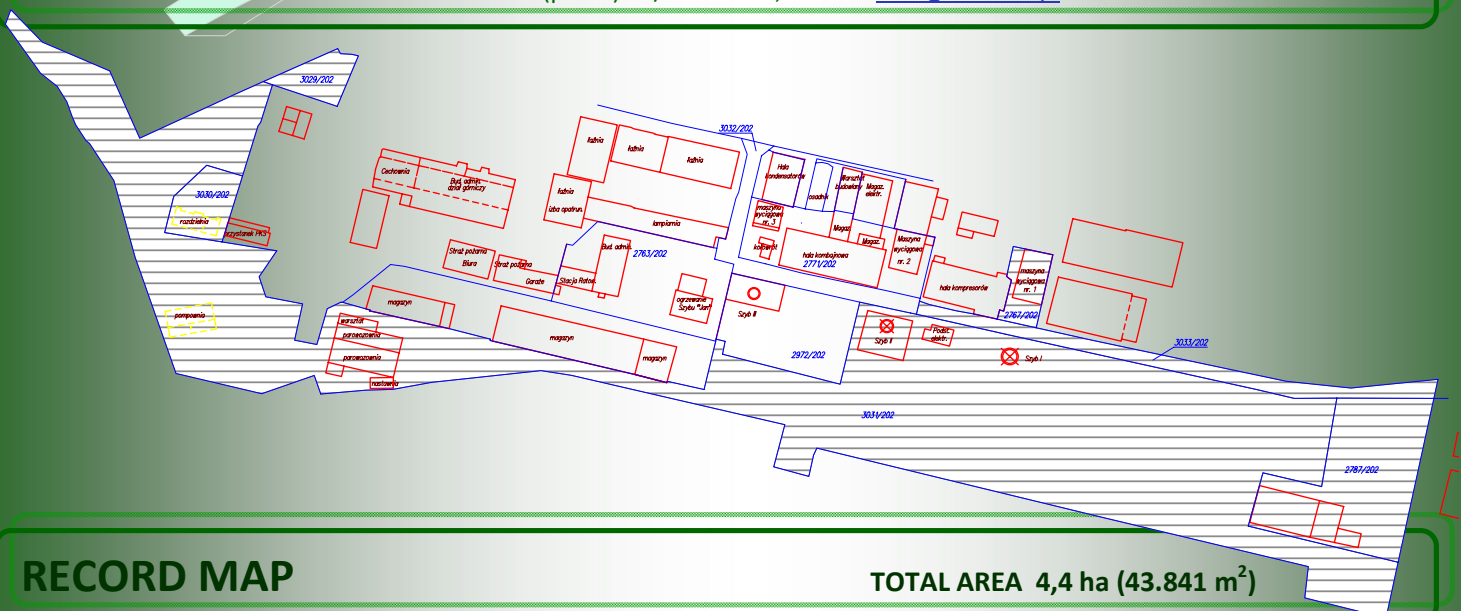 3029/202
3032/202
łaźnia
łaźnia
łaźnia
Cechownia
Bud. admin.
dział górniczy
Hala
kondensatorów
osadnik
Warsztat
budowlany
Magaz.
elektr.
3030/202
rozdzielnia
przystanek PKS
łaźnia
izba opatrun.
lampiarnia
maszyna
wyciągowa
nr. 3
Magaz.
Magaz.
kołowrót
hala kombajnowa
2771/202
Maszyna
wyciągowa
nr. 2
Straż pożarna
Biura
Straż pożarna
Garaże
Stacja Ratow.
Bud. admin.
2763/202
hala kompresorów
maszyna
wyciągowa
nr. 1
2767/202
ogrzewanie
Szybu "Jan"
Szyb III
pompownia
magazyn
warsztat
parowozownia
parowozownia
nastawnia
magazyn
magazyn
2972/202
Szyb II
Podst.
elektr.
Szyb I
3033/202
3031/202
2787/202
RECORD MAP
TOTAL AREA 4,4 ha (43.841 m²)